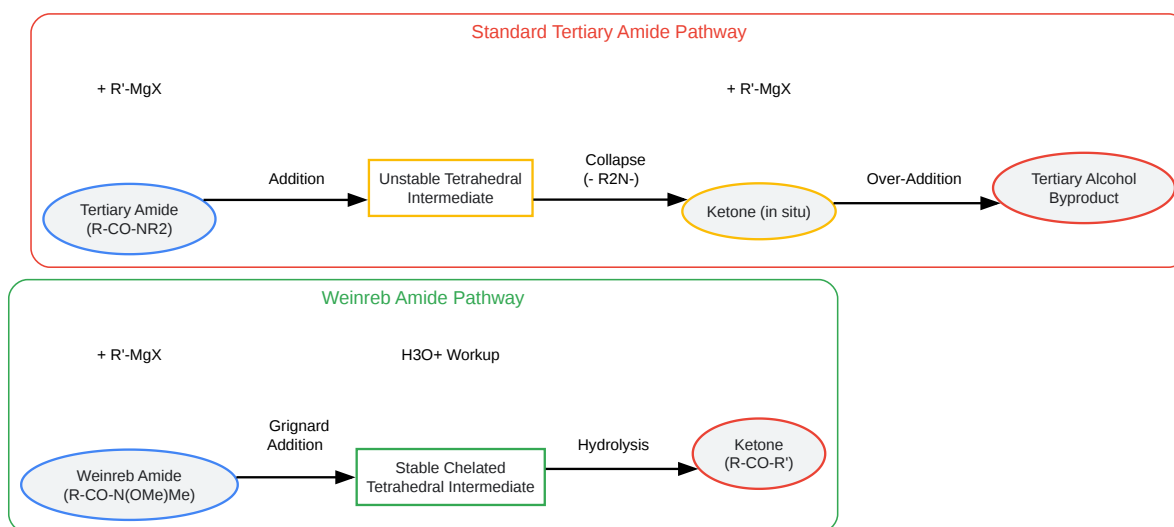 Standard Tertiary Amide Pathway
+ R'-MgX
+ R'-MgX
Addition
Collapse
(- R2N-)
Over-Addition
Tertiary Amide
(R-CO-NR2)
Unstable Tetrahedral
Intermediate
Ketone (in situ)
Tertiary Alcohol
Byproduct
Weinreb Amide Pathway
+ R'-MgX
H3O+ Workup
Grignard
Addition
Hydrolysis
Weinreb Amide
(R-CO-N(OMe)Me)
Stable Chelated
Tetrahedral Intermediate
Ketone
(R-CO-R')